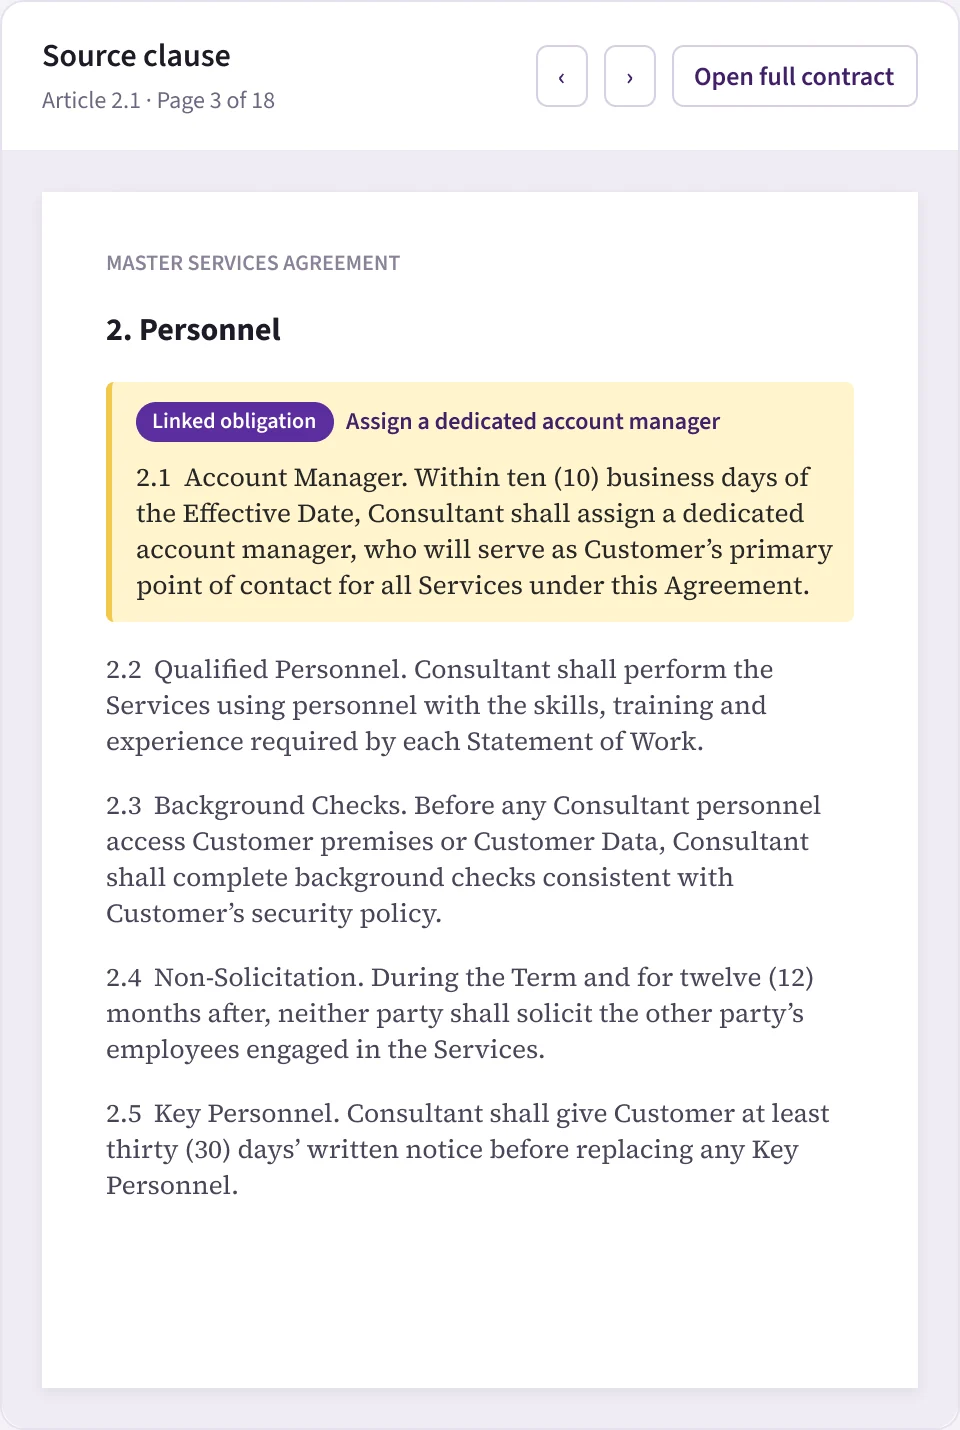 Source clause
Article 2.1 · Page 3 of 18
‹
›
Open full contract
MASTER SERVICES AGREEMENT
2. Personnel
Linked obligation Assign a dedicated account manager
2.1 Account Manager. Within ten (10) business days of
the Effective Date, Consultant shall assign a dedicated
account manager, who will serve as Customer’s primary
point of contact for all Services under this Agreement.
2.2 Qualified Personnel. Consultant shall perform the
Services using personnel with the skills, training and
experience required by each Statement of Work.
2.3 Background Checks. Before any Consultant personnel
access Customer premises or Customer Data, Consultant
shall complete background checks consistent with
Customer’s security policy.
2.4 Non-Solicitation. During the Term and for twelve (12)
months after, neither party shall solicit the other party’s
employees engaged in the Services.
2.5 Key Personnel. Consultant shall give Customer at least
thirty (30) days’ written notice before replacing any Key
Personnel.